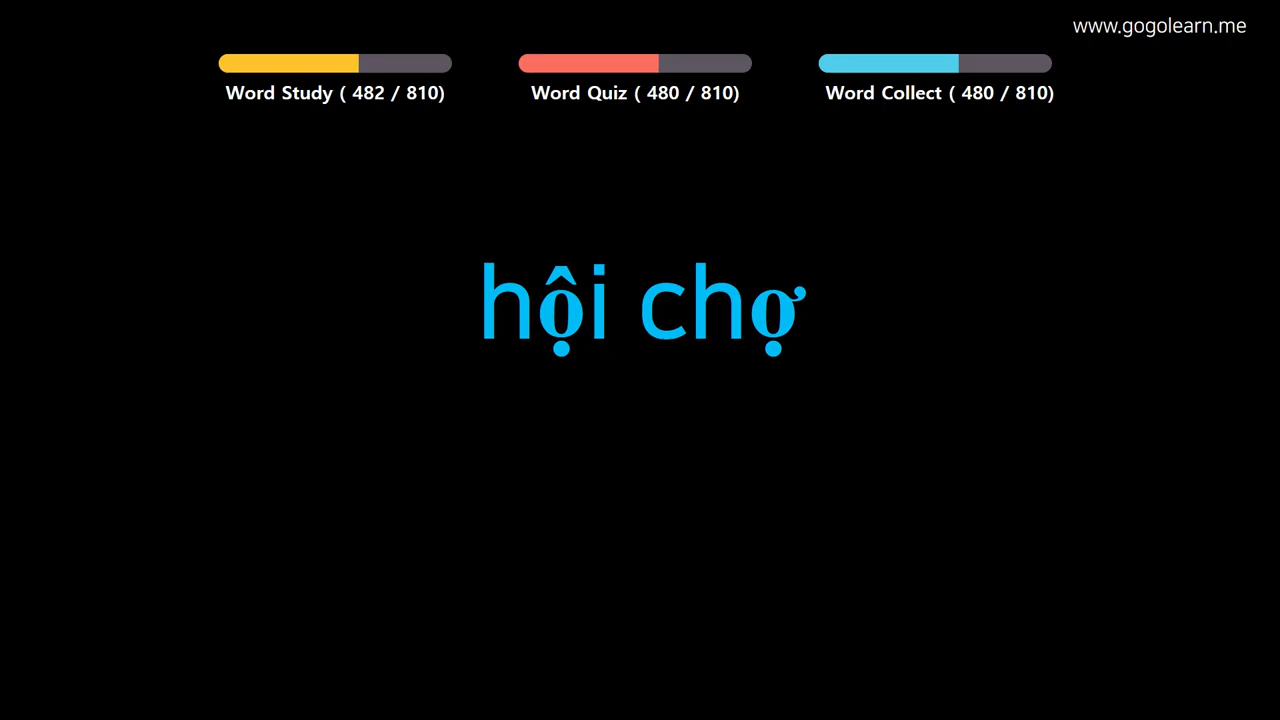 www.gogolearn.me
Word Study ( 482 / 810)
Word Quiz ( 480 / 810)
Word Collect ( 480 / 810)
hội chợ